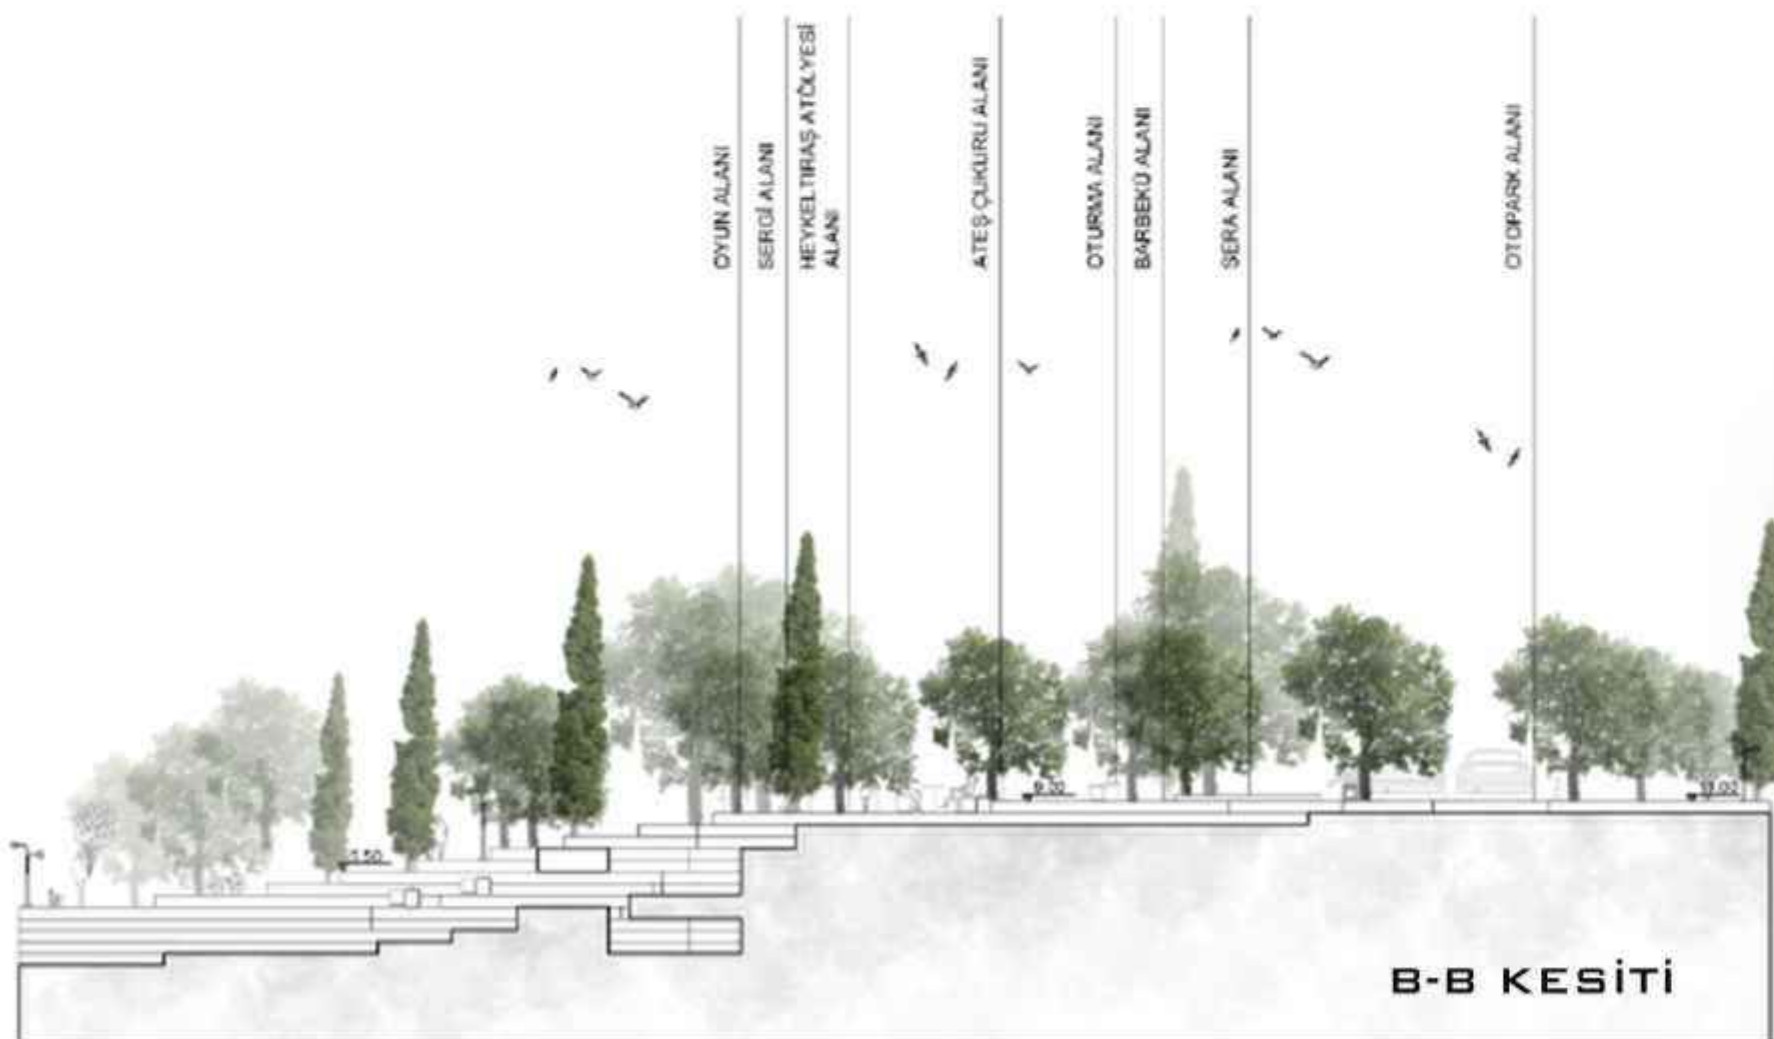 OYUN ALANI
SERGİ ALANI
HEYKELTIRAŞ ATÖLYESİ
ALANI
ATEŞ ÇUKURU ALANI
OTURMA ALANI
BARBEKÜ ALANI
SERA ALANI
OTOPARK ALANI
B-B KESİTİ